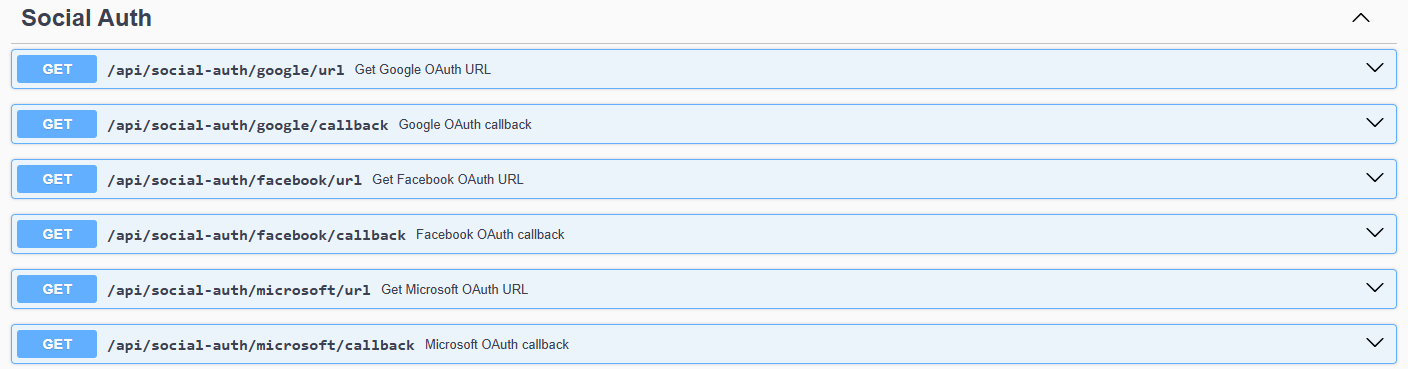 Social Auth
GET /api/social-auth/google/url Get Google OAuth URL
GET /api/social-auth/google/callback Google OAuth callback
GET /api/social-auth/facebook/url Get Facebook OAuth URL
GET /api/social-auth/facebook/callback Facebook OAuth callback
GET /api/social-auth/microsoft/url Get Microsoft OAuth URL
GET /api/social-auth/microsoft/callback Microsoft OAuth callback